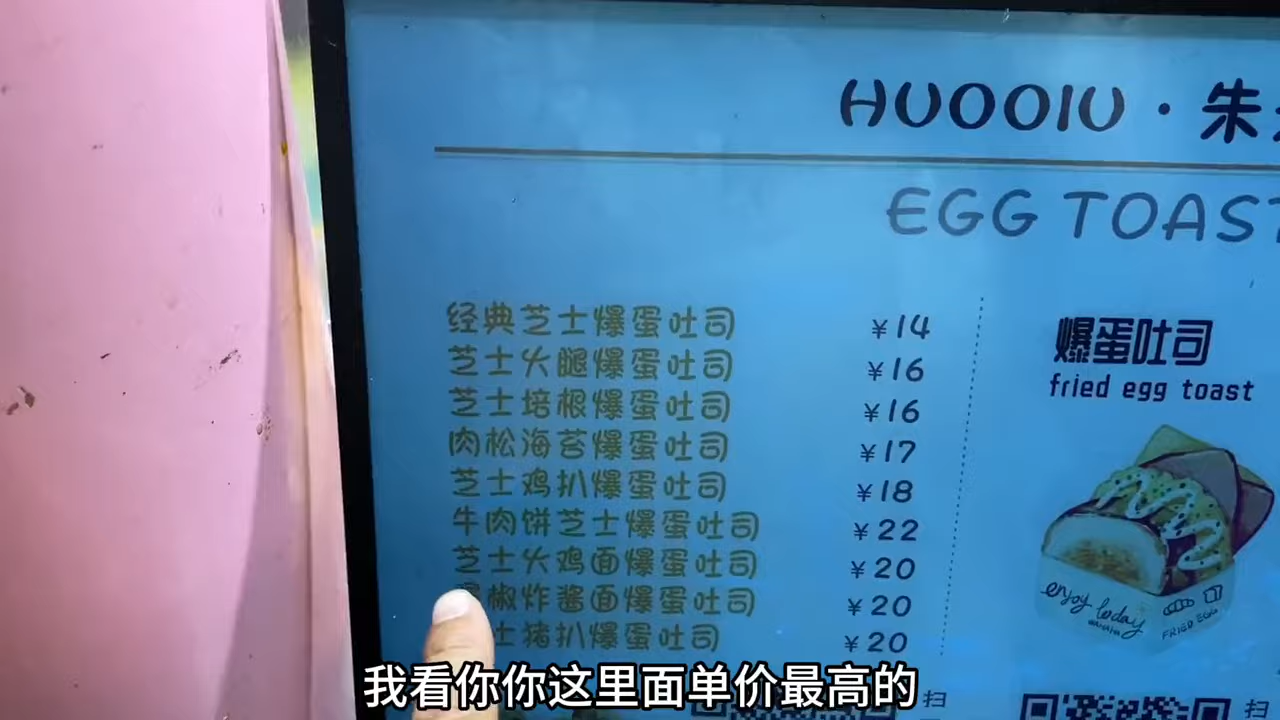 HUOOIU · 朱
EGG TOAST
经典芝士爆蛋吐司 ¥14
芝士火腿爆蛋吐司 ¥16
芝士培根爆蛋吐司 ¥16
肉松海苔爆蛋吐司 ¥17
芝士鸡扒爆蛋吐司 ¥18
牛肉饼芝士爆蛋吐司 ¥22
芝士火鸡面爆蛋吐司 ¥20
椒炸酱面爆蛋吐司 ¥20
士猪扒爆蛋吐司 ¥20
爆蛋吐司
fried egg toast
enjoy today
FRIED EGG
扫
扫
我看你你这里面单价最高的